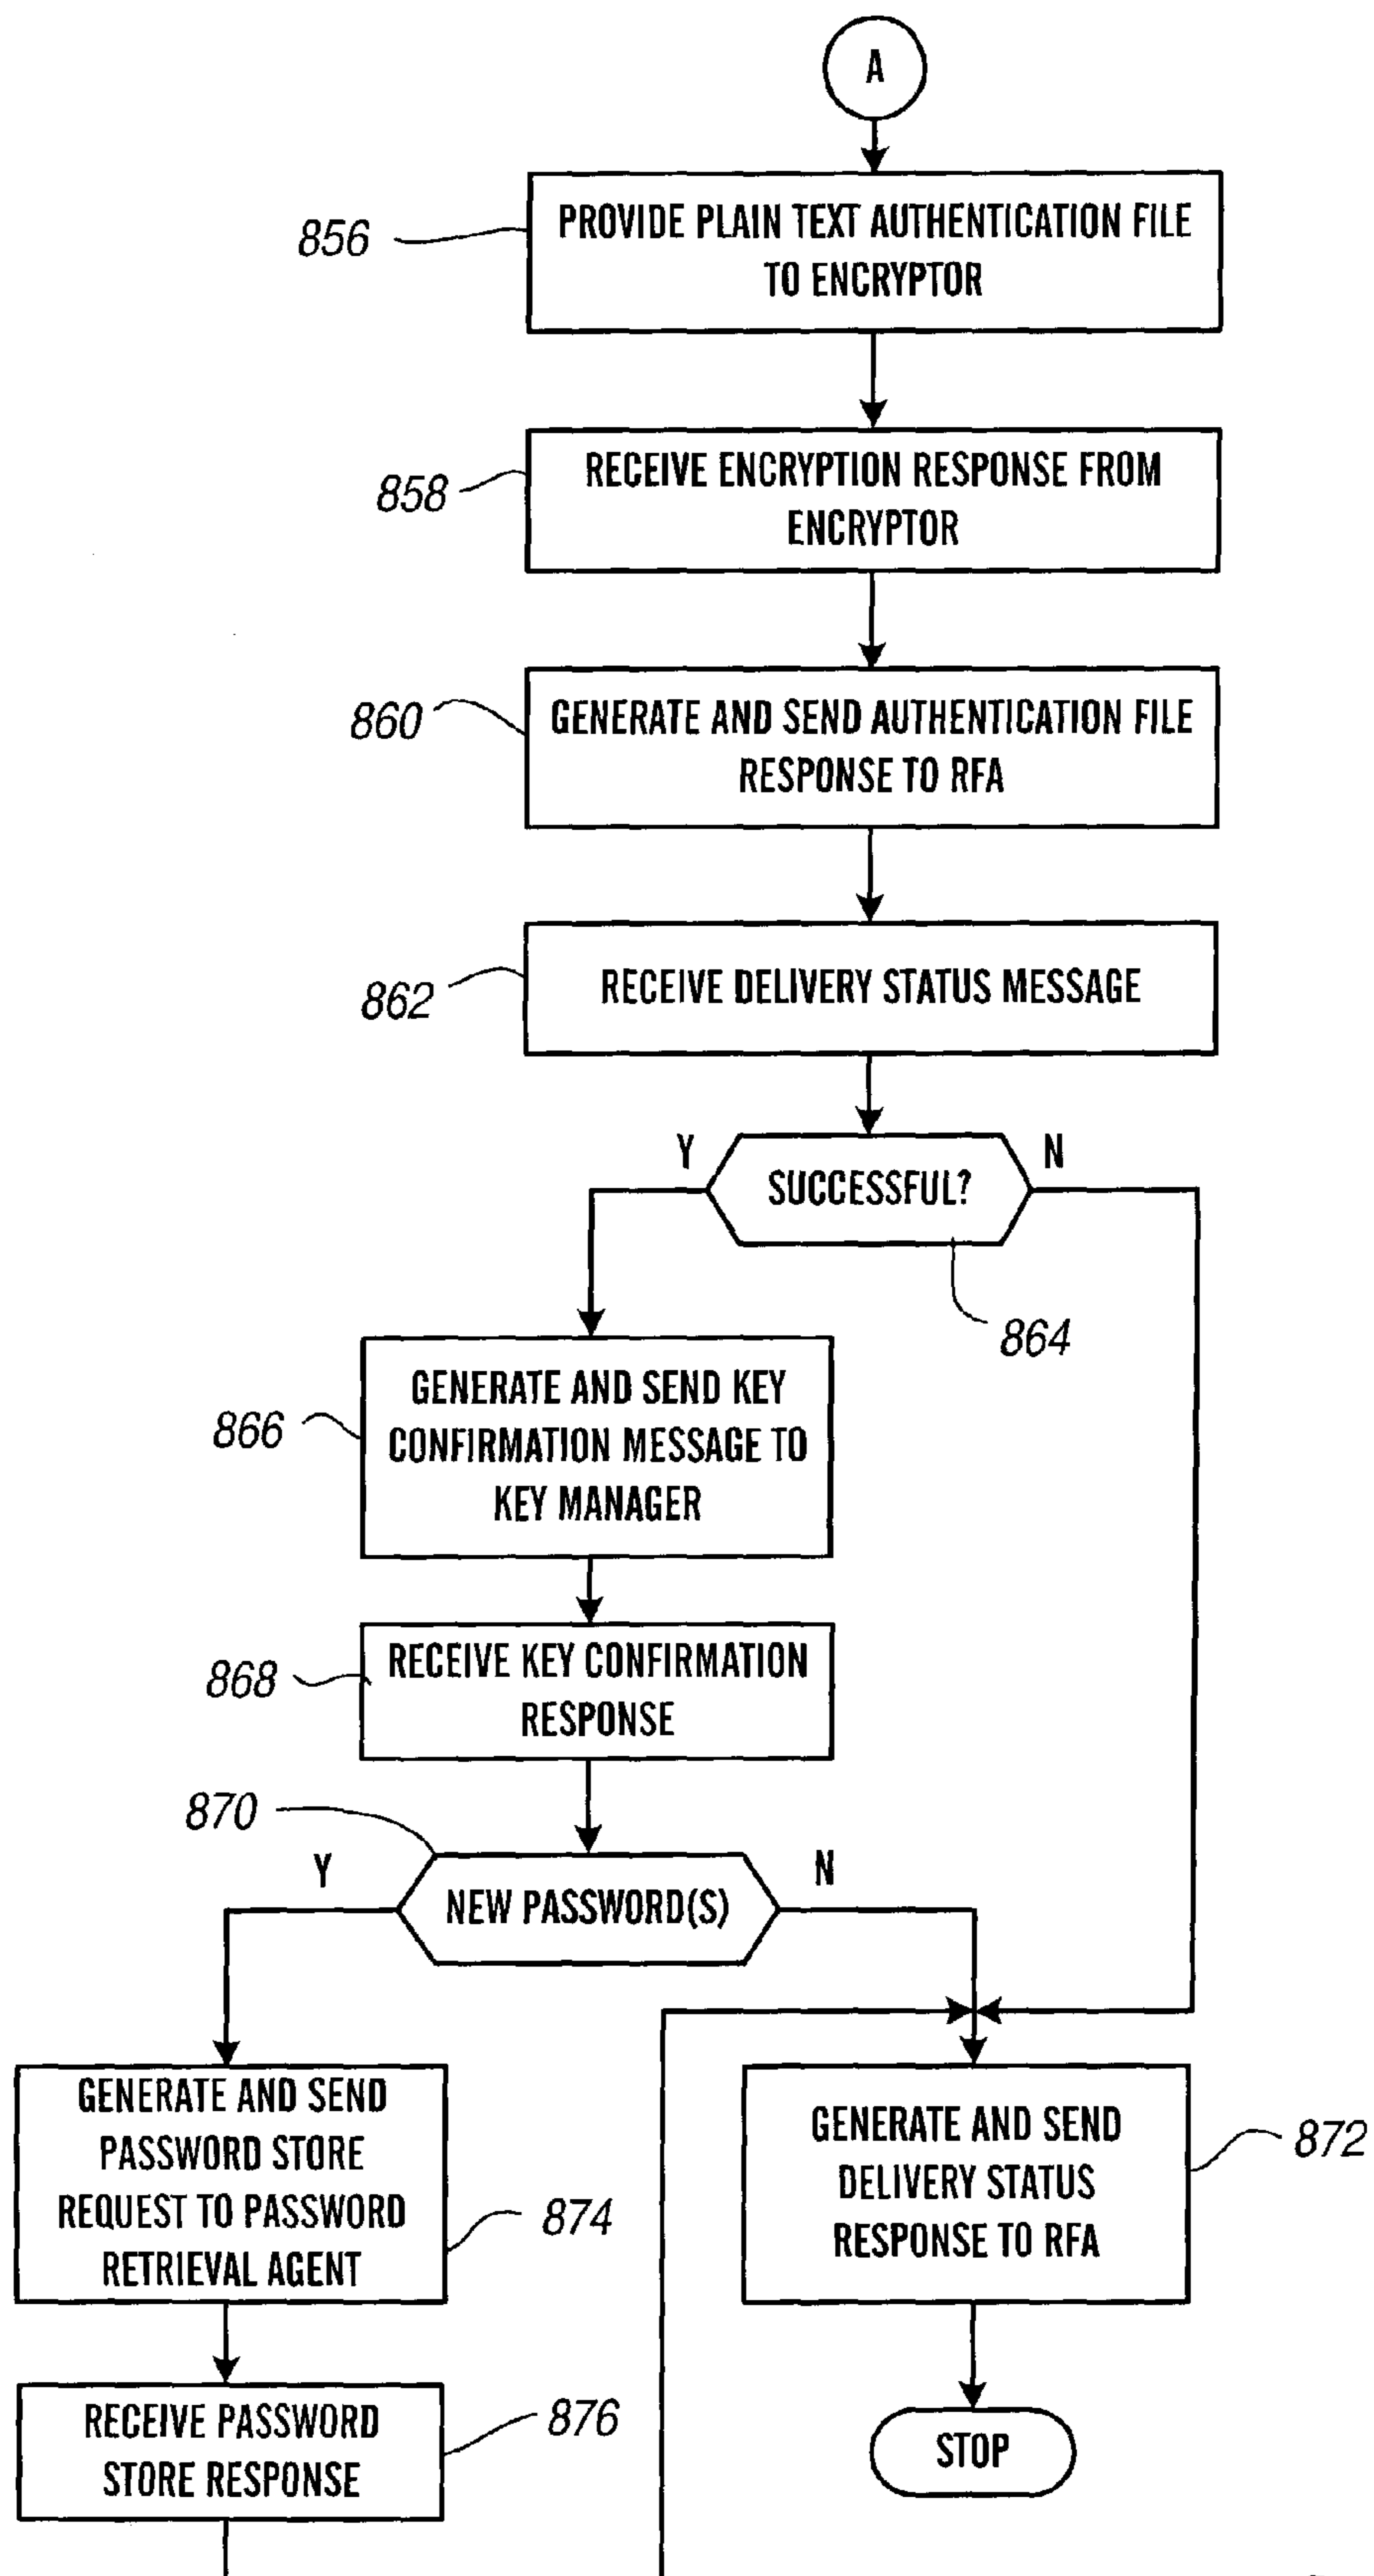 A
PROVIDE PLAIN TEXT AUTHENTICATION FILE
TO ENCRYPTOR
856
RECEIVE ENCRYPTION RESPONSE FROM
ENCRYPTOR
858
GENERATE AND SEND AUTHENTICATION FILE
RESPONSE TO RFA
860
RECEIVE DELIVERY STATUS MESSAGE
862
Y
N
SUCCESSFUL?
864
GENERATE AND SEND KEY
CONFIRMATION MESSAGE TO
KEY MANAGER
866
RECEIVE KEY CONFIRMATION
RESPONSE
868
870
Y
N
NEW PASSWORD(S)
GENERATE AND SEND
PASSWORD STORE
REQUEST TO PASSWORD
RETRIEVAL AGENT
874
GENERATE AND SEND
DELIVERY STATUS
RESPONSE TO RFA
872
RECEIVE PASSWORD
STORE RESPONSE
876
STOP